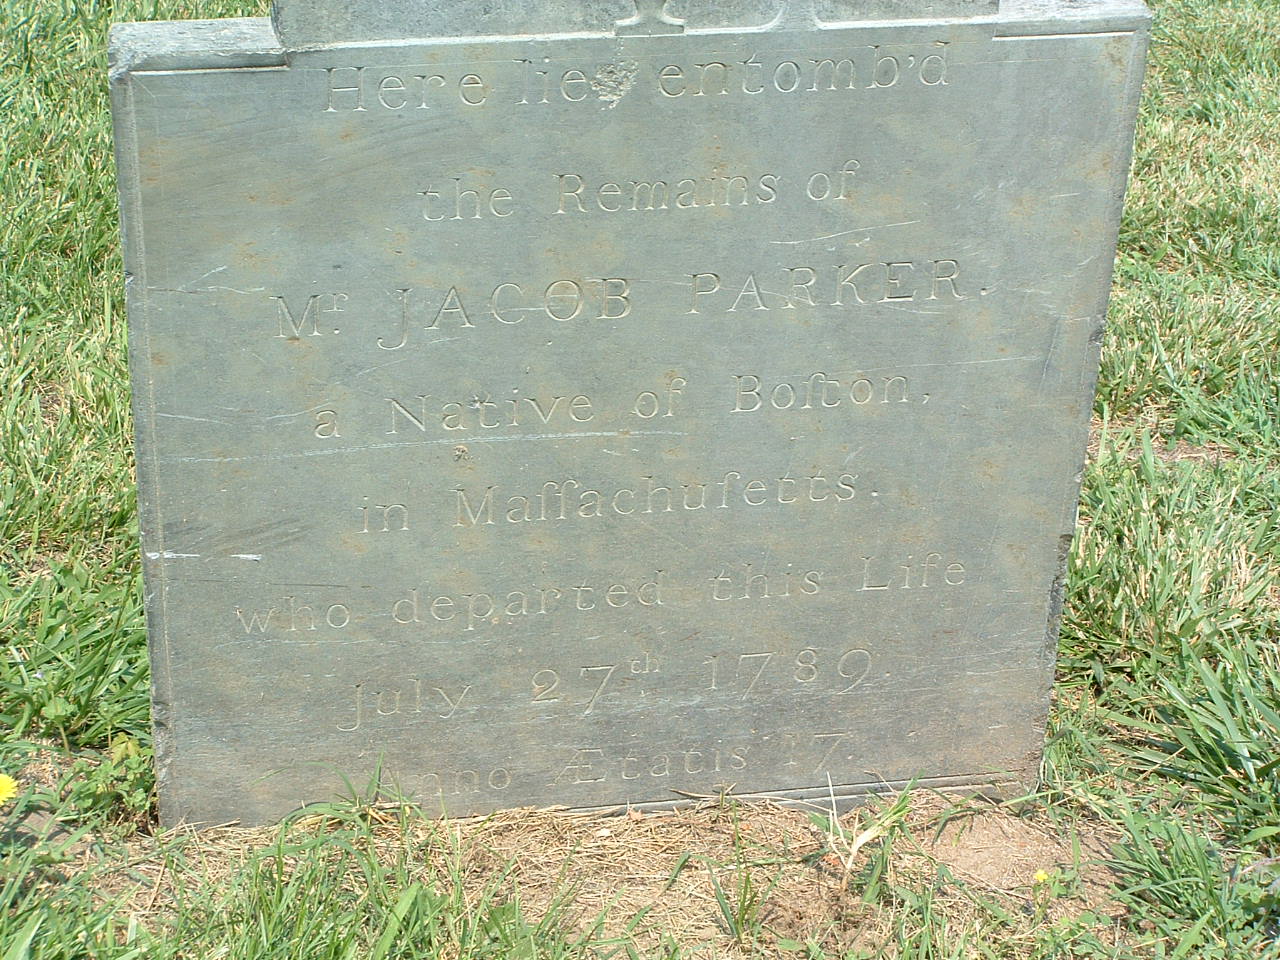 Here lies entomb'd
the Remains of
Mr. JACOB PARKER.
a Native of Boſton,
in Maſſachuſetts.
who departed this Life
July 27th 1789.
Anno Ætatis 17.